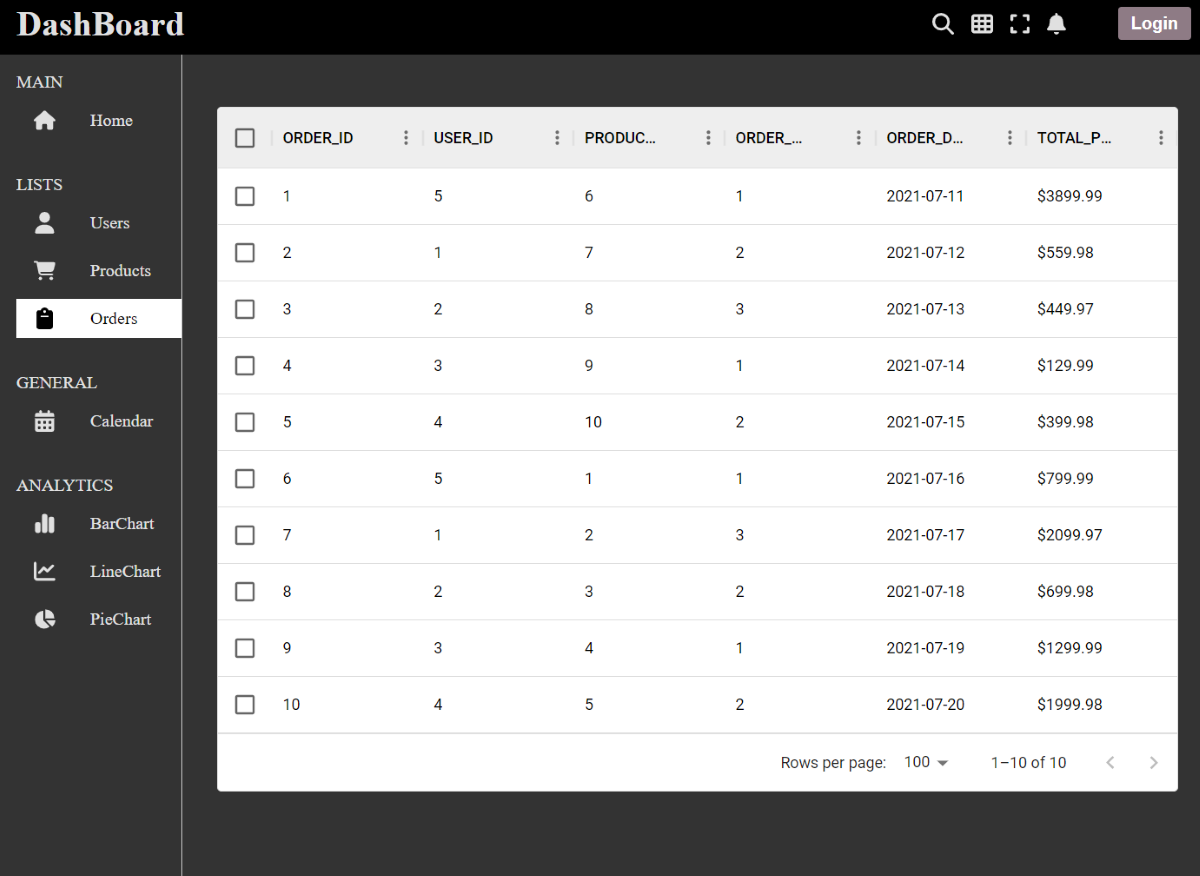 DashBoard
Login
MAIN
Home
LISTS
Users
Products
Orders
GENERAL
Calendar
ANALYTICS
BarChart
LineChart
PieChart
ORDER_ID USER_ID PRODUC... ORDER_... ORDER_D... TOTAL_P...
1 5 6 1 2021-07-11 $3899.99
2 1 7 2 2021-07-12 $559.98
3 2 8 3 2021-07-13 $449.97
4 3 9 1 2021-07-14 $129.99
5 4 10 2 2021-07-15 $399.98
6 5 1 1 2021-07-16 $799.99
7 1 2 3 2021-07-17 $2099.97
8 2 3 2 2021-07-18 $699.98
9 3 4 1 2021-07-19 $1299.99
10 4 5 2 2021-07-20 $1999.98
Rows per page: 100 1–10 of 10